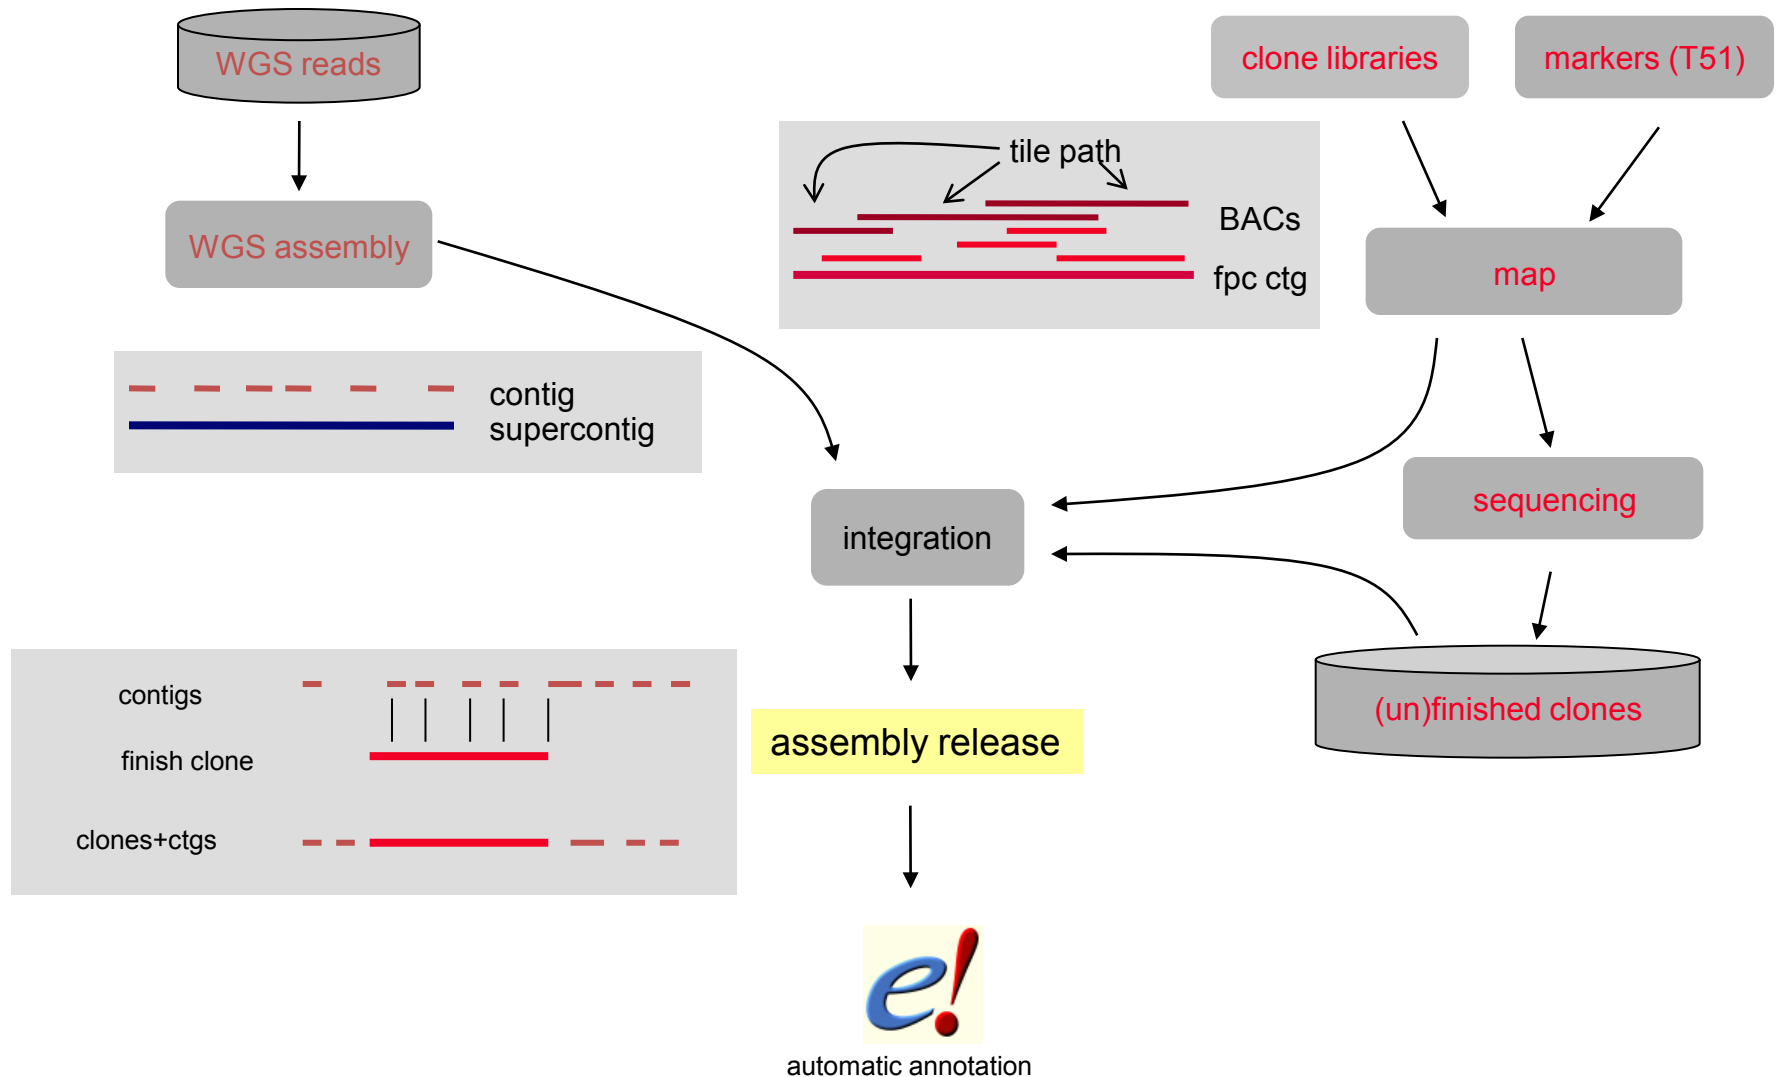 WGS reads
clone libraries
markers (T51)
tile path
BACs
WGS assembly
fpc ctg
map
contig
supercontig
sequencing
integration
contigs
(un)finished clones
assembly release
finish clone
clones+ctgs
e!
automatic annotation